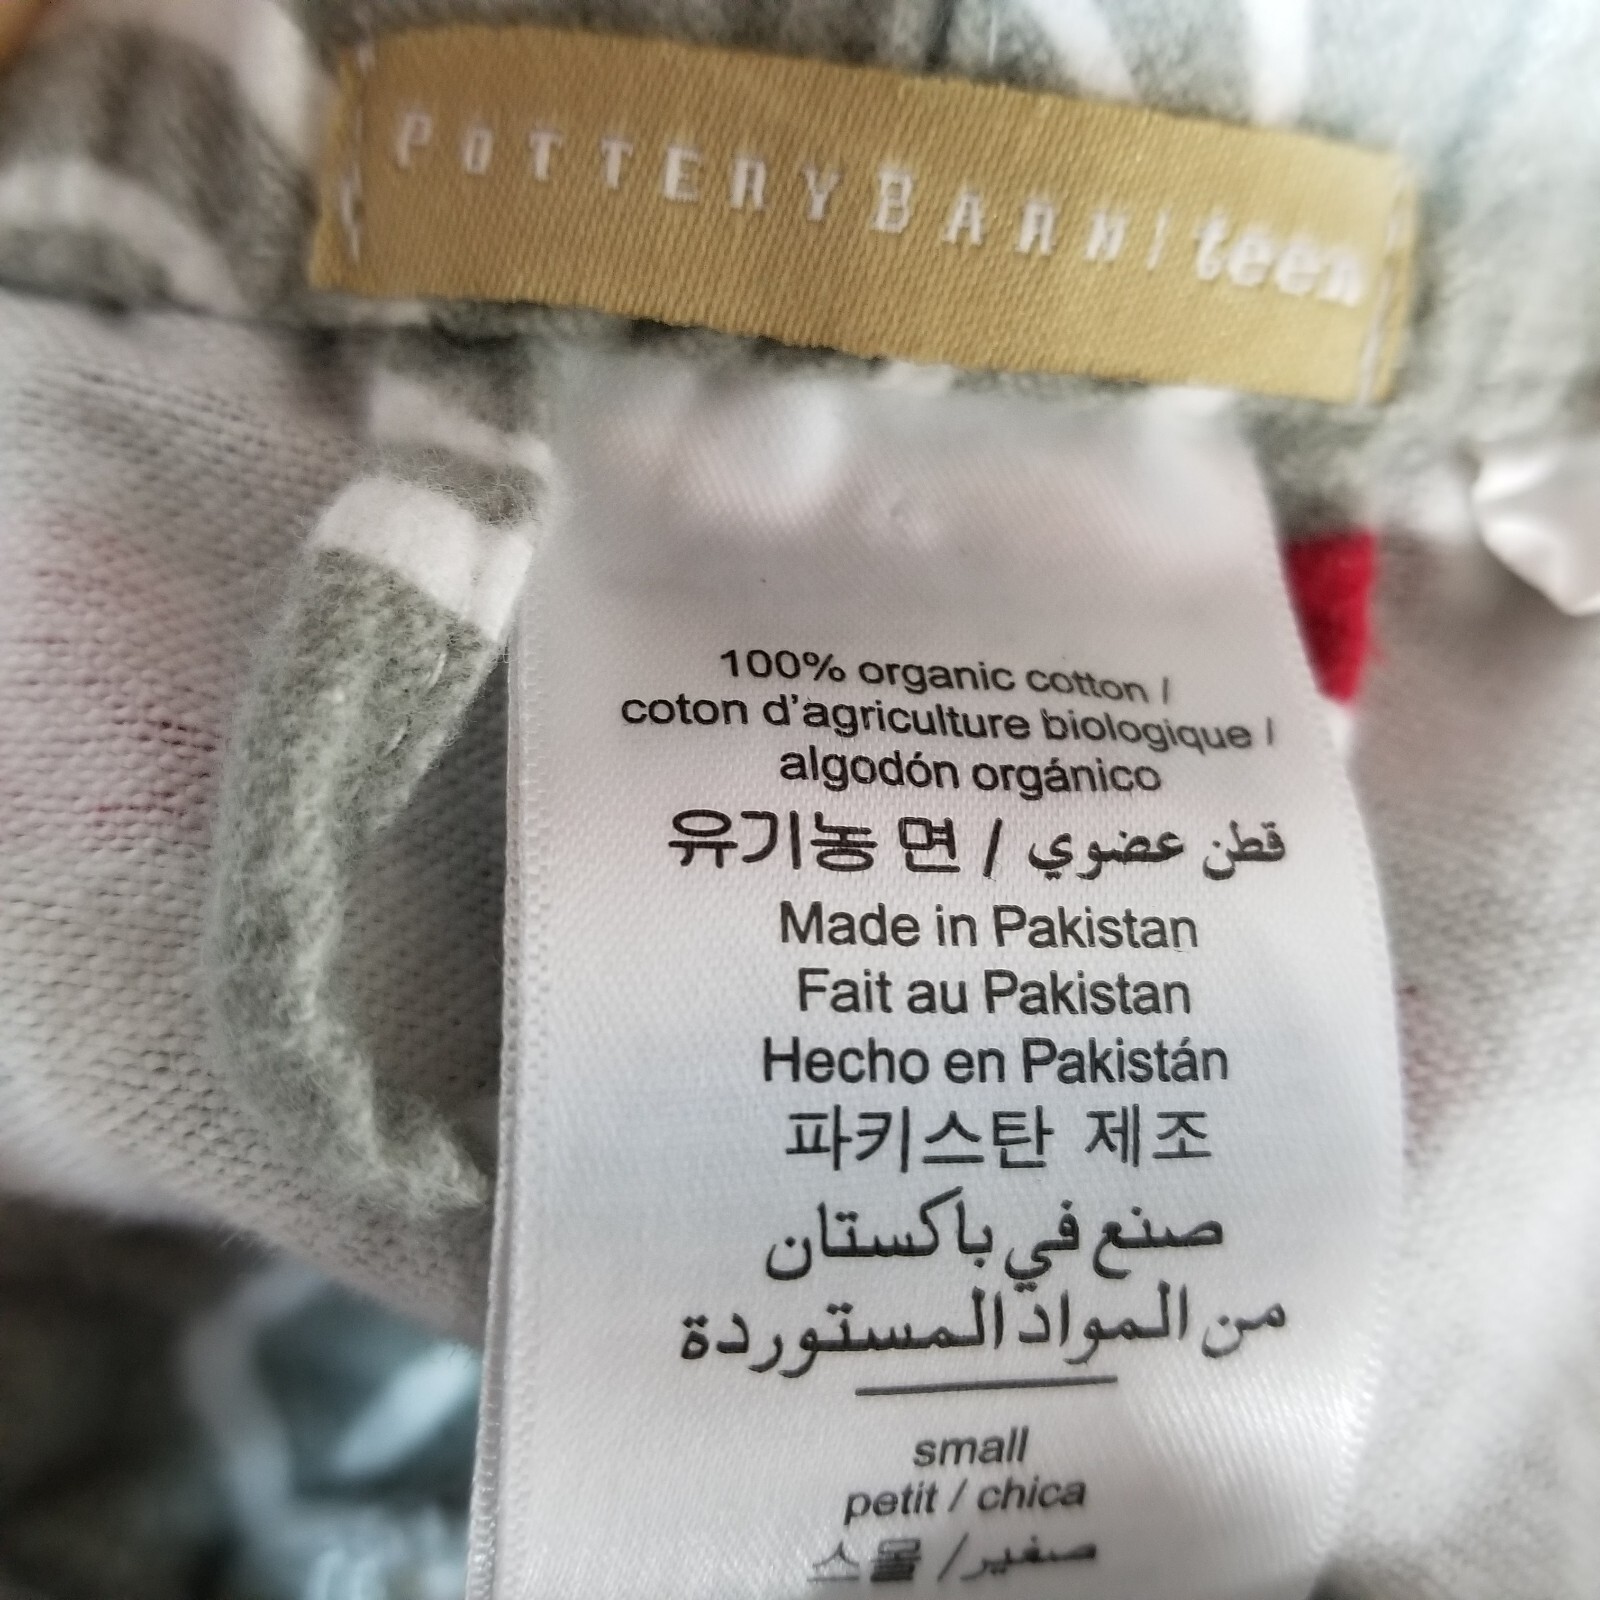 POTTERYBARN|teen
100% organic cotton /
coton d'agriculture biologique /
algodón orgánico
유기농 면 / قطن عضوي
Made in Pakistan
Fait au Pakistan
Hecho en Pakistán
파키스탄 제조
صنع في باكستان
من المواد المستوردة
small
petit / chica
스몰 / صغير